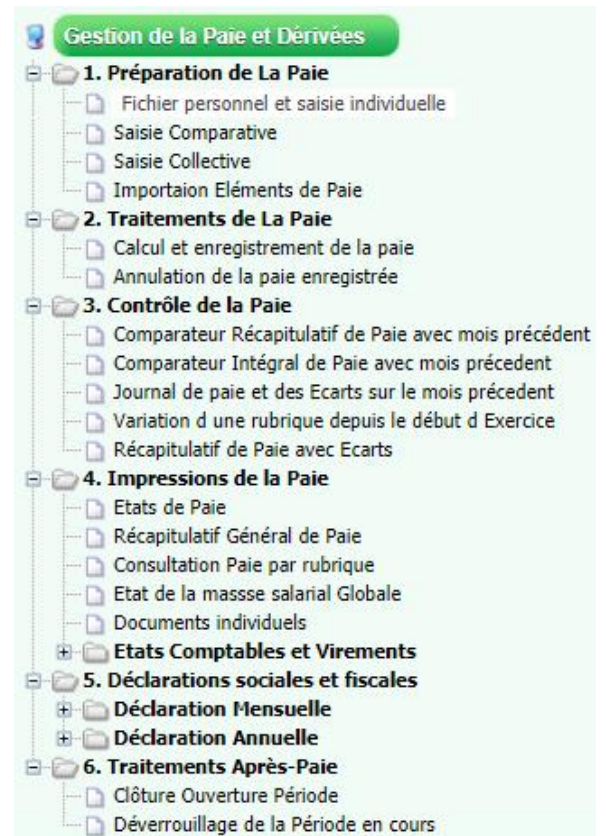 Gestion de la Paie et Dérivées
1. Préparation de La Paie
Fichier personnel et saisie individuelle
Saisie Comparative
Saisie Collective
Importaion Eléments de Paie
2. Traitements de La Paie
Calcul et enregistrement de la paie
Annulation de la paie enregistrée
3. Contrôle de la Paie
Comparateur Récapitulatif de Paie avec mois précédent
Comparateur Intégral de Paie avec mois précedent
Journal de paie et des Ecarts sur le mois précedent
Variation d une rubrique depuis le début d Exercice
Récapitulatif de Paie avec Ecarts
4. Impressions de la Paie
Etats de Paie
Récapitulatif Général de Paie
Consultation Paie par rubrique
Etat de la massse salarial Globale
Documents individuels
Etats Comptables et Virements
5. Déclarations sociales et fiscales
Déclaration Mensuelle
Déclaration Annuelle
6. Traitements Après-Paie
Clôture Ouverture Période
Déverrouillage de la Période en cours